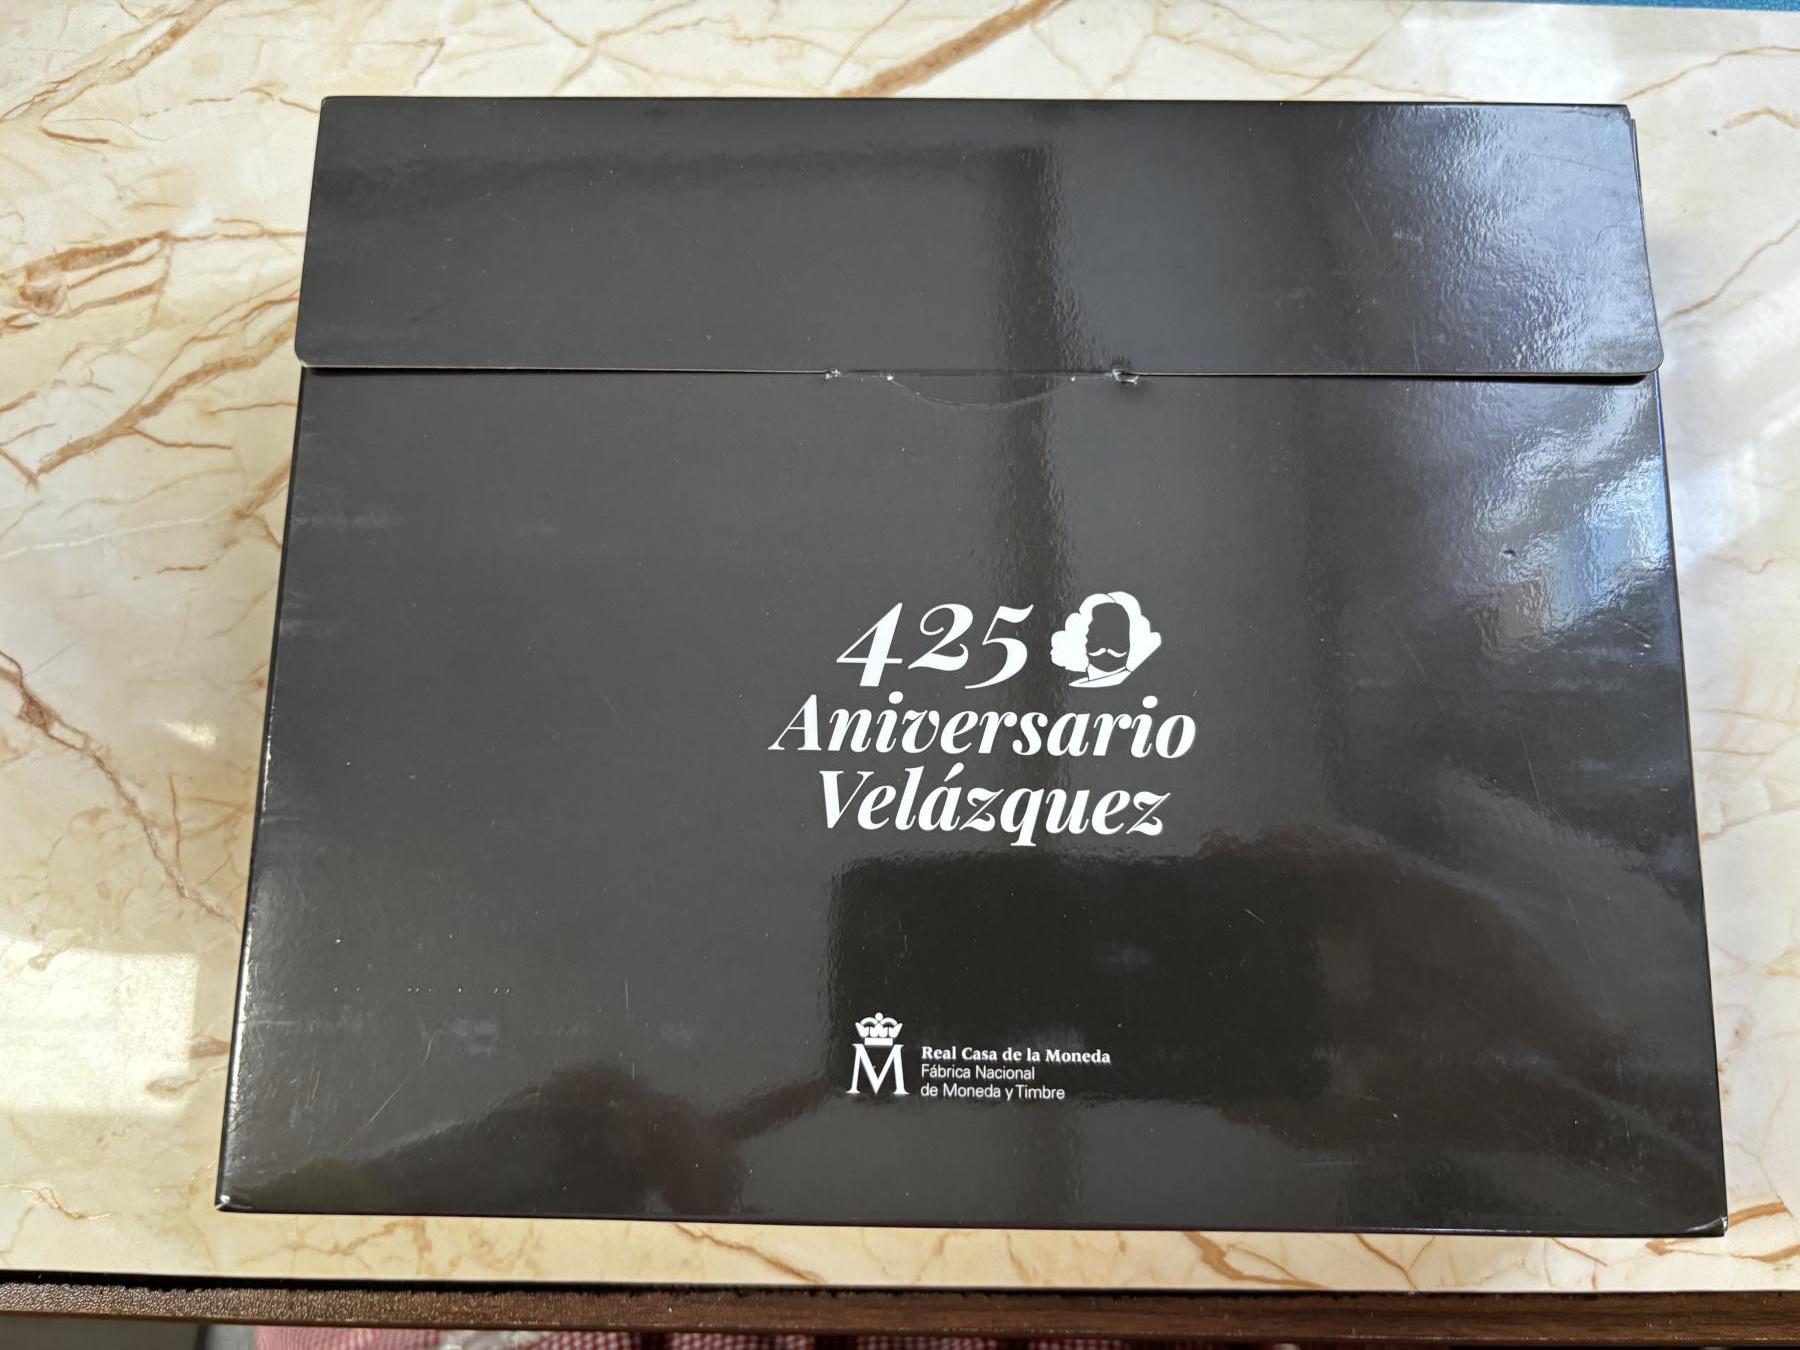 425
Aniversario
Velázquez
M
Real Casa de la Moneda
Fábrica Nacional
de Moneda y Timbre